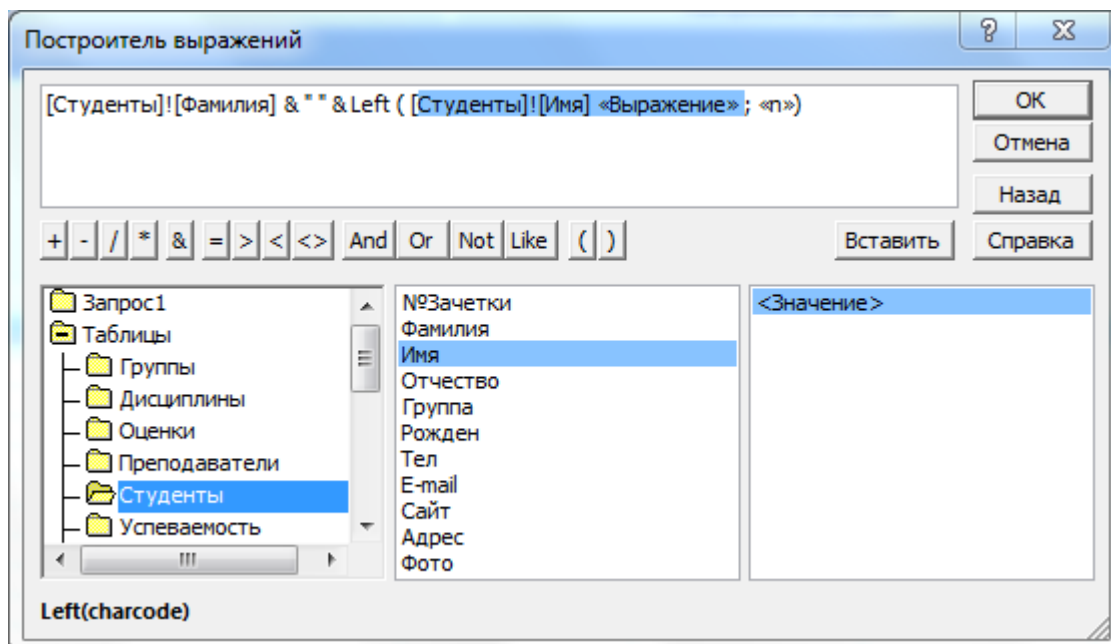 Построитель выражений
[Студенты]![Фамилия] & " " & Left ( [Студенты]![Имя] «Выражение» ; «n»)
ОК
Отмена
Назад
+ - / * & = > < <> And Or Not Like ( ) Вставить Справка
Запрос1
Таблицы
Группы
Дисциплины
Оценки
Преподаватели
Студенты
Успеваемость
№Зачетки
Фамилия
Имя
Отчество
Группа
Рожден
Тел
E-mail
Сайт
Адрес
Фото
<Значение>
Left(charcode)